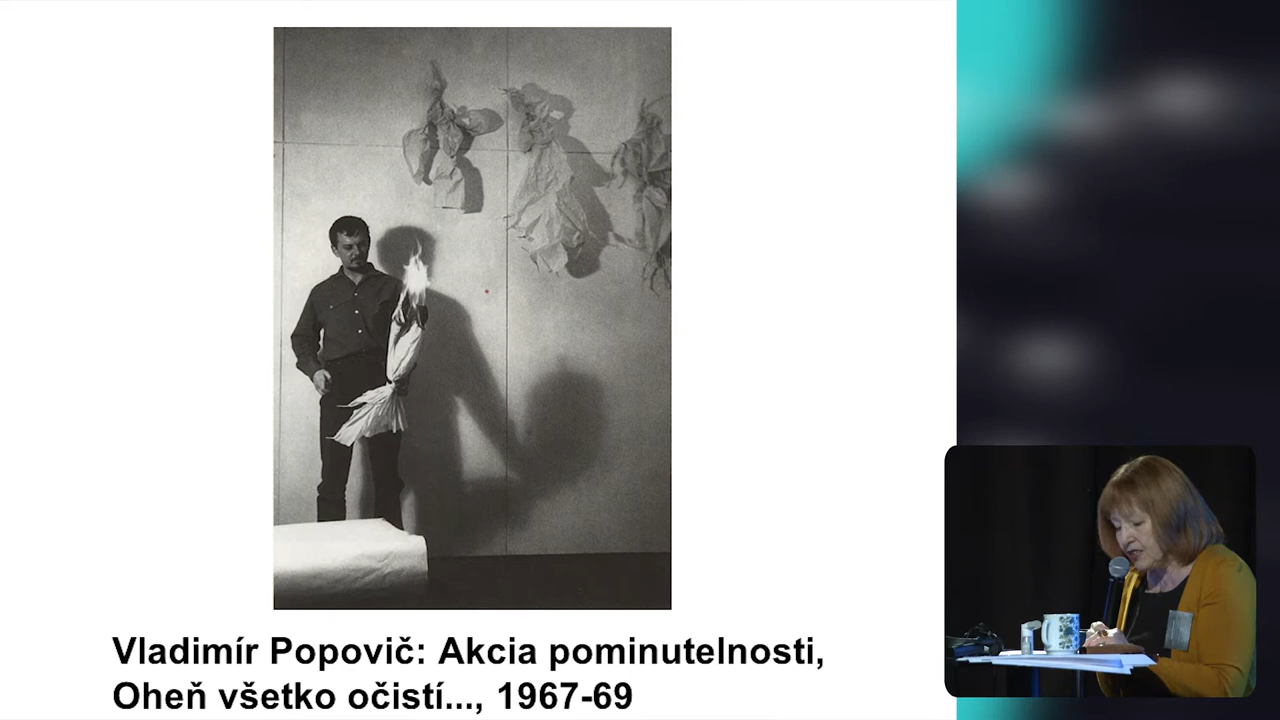 Vladimír Popovič: Akcia pominutelnosti,
Oheň všetko očistí..., 1967-69